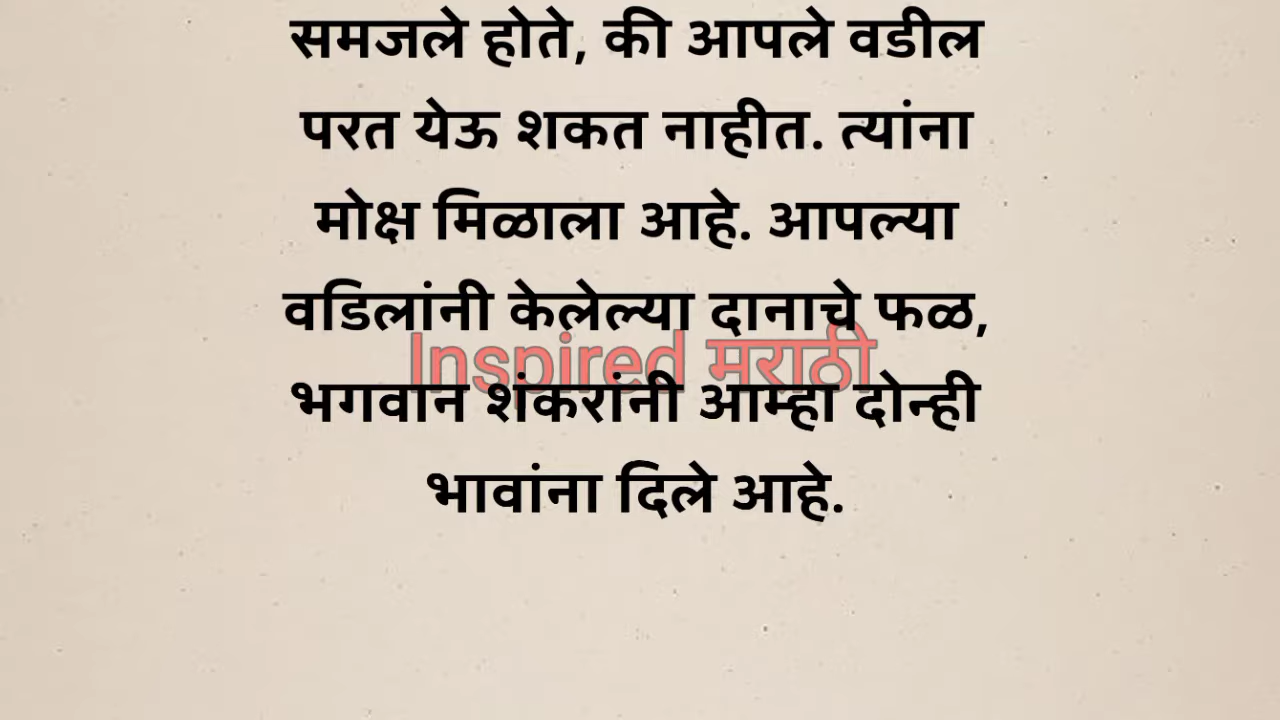 समजले होते, की आपले वडील
परत येऊ शकत नाहीत. त्यांना
मोक्ष मिळाला आहे. आपल्या
वडिलांनी केलेल्या दानाचे फळ,
Inspired मराठी
भगवान शंकरांनी आम्हा दोन्ही
भावांना दिले आहे.